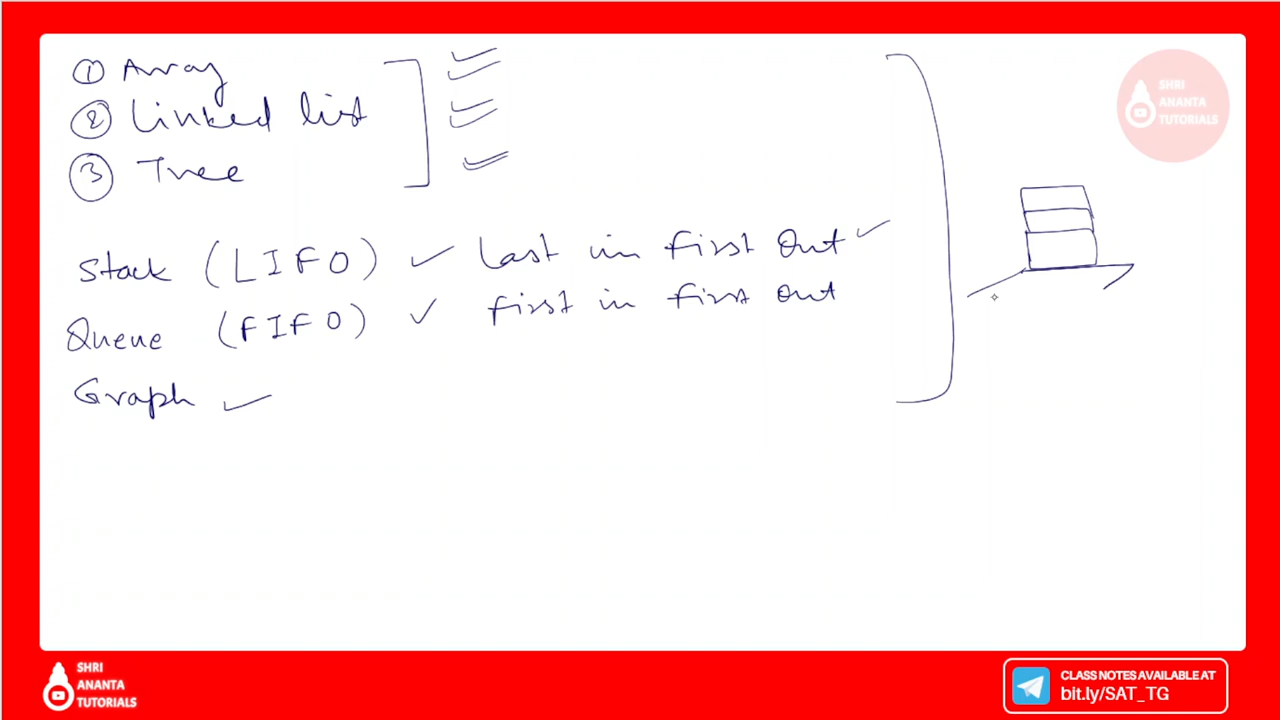 ① Array
② Linked list
③ Tree
Stack (LIFO) ✓ Last in first Out ✓
Queue (FIFO) ✓ first in first out
Graph ✓
SHRI
ANANTA
TUTORIALS
SHRI
ANANTA
TUTORIALS
CLASS NOTES AVAILABLE AT
bit.ly/SAT_TG